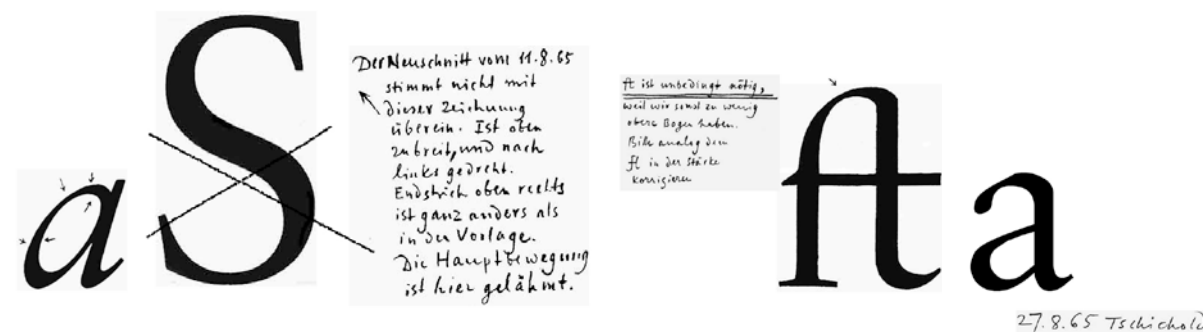 a
S
Der Neuschnitt vom 11.8.65
stimmt nicht mit
dieser Zeichnung
überein. Ist oben
zu breit, und nach
links gedreht.
Endstrich oben rechts
ist ganz anders als
in der Vorlage.
Die Hauptbewegung
ist hier gelähmt.
ft ist unbedingt nötig,
weil wir sonst zu wenig
obere Bogen haben.
Bitte analog dem
fl in der Stärke
korrigieren
ft
a
27.8.65 Tschichold